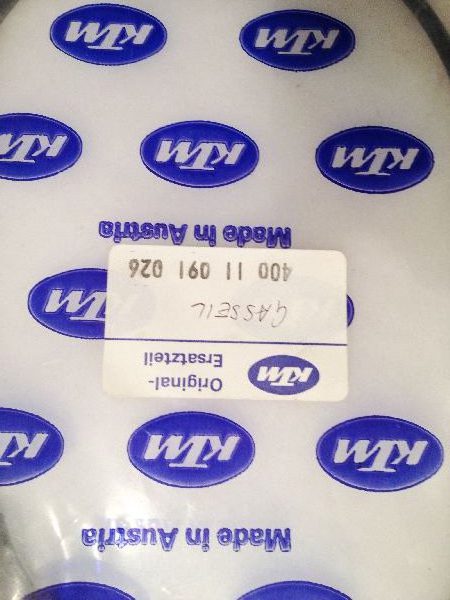 Made in Austria
KTM KTM
KTM Original-
Ersatzteil
GASSEIL
400 11 091 026
KTM
Made in Austria
KTM KTM KTM
KTM KTM